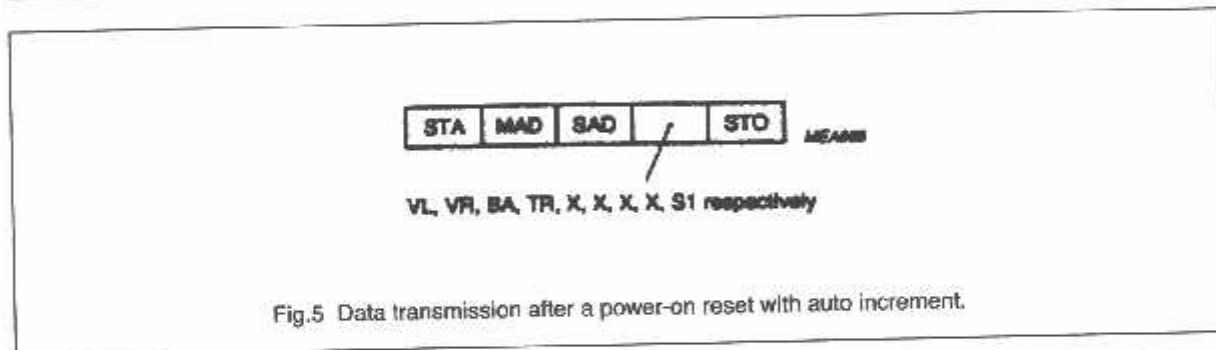 STA MAD SAD STO
VL, VR, BA, TR, X, X, X, X, S1 respectively
Fig.5 Data transmission after a power-on reset with auto increment.